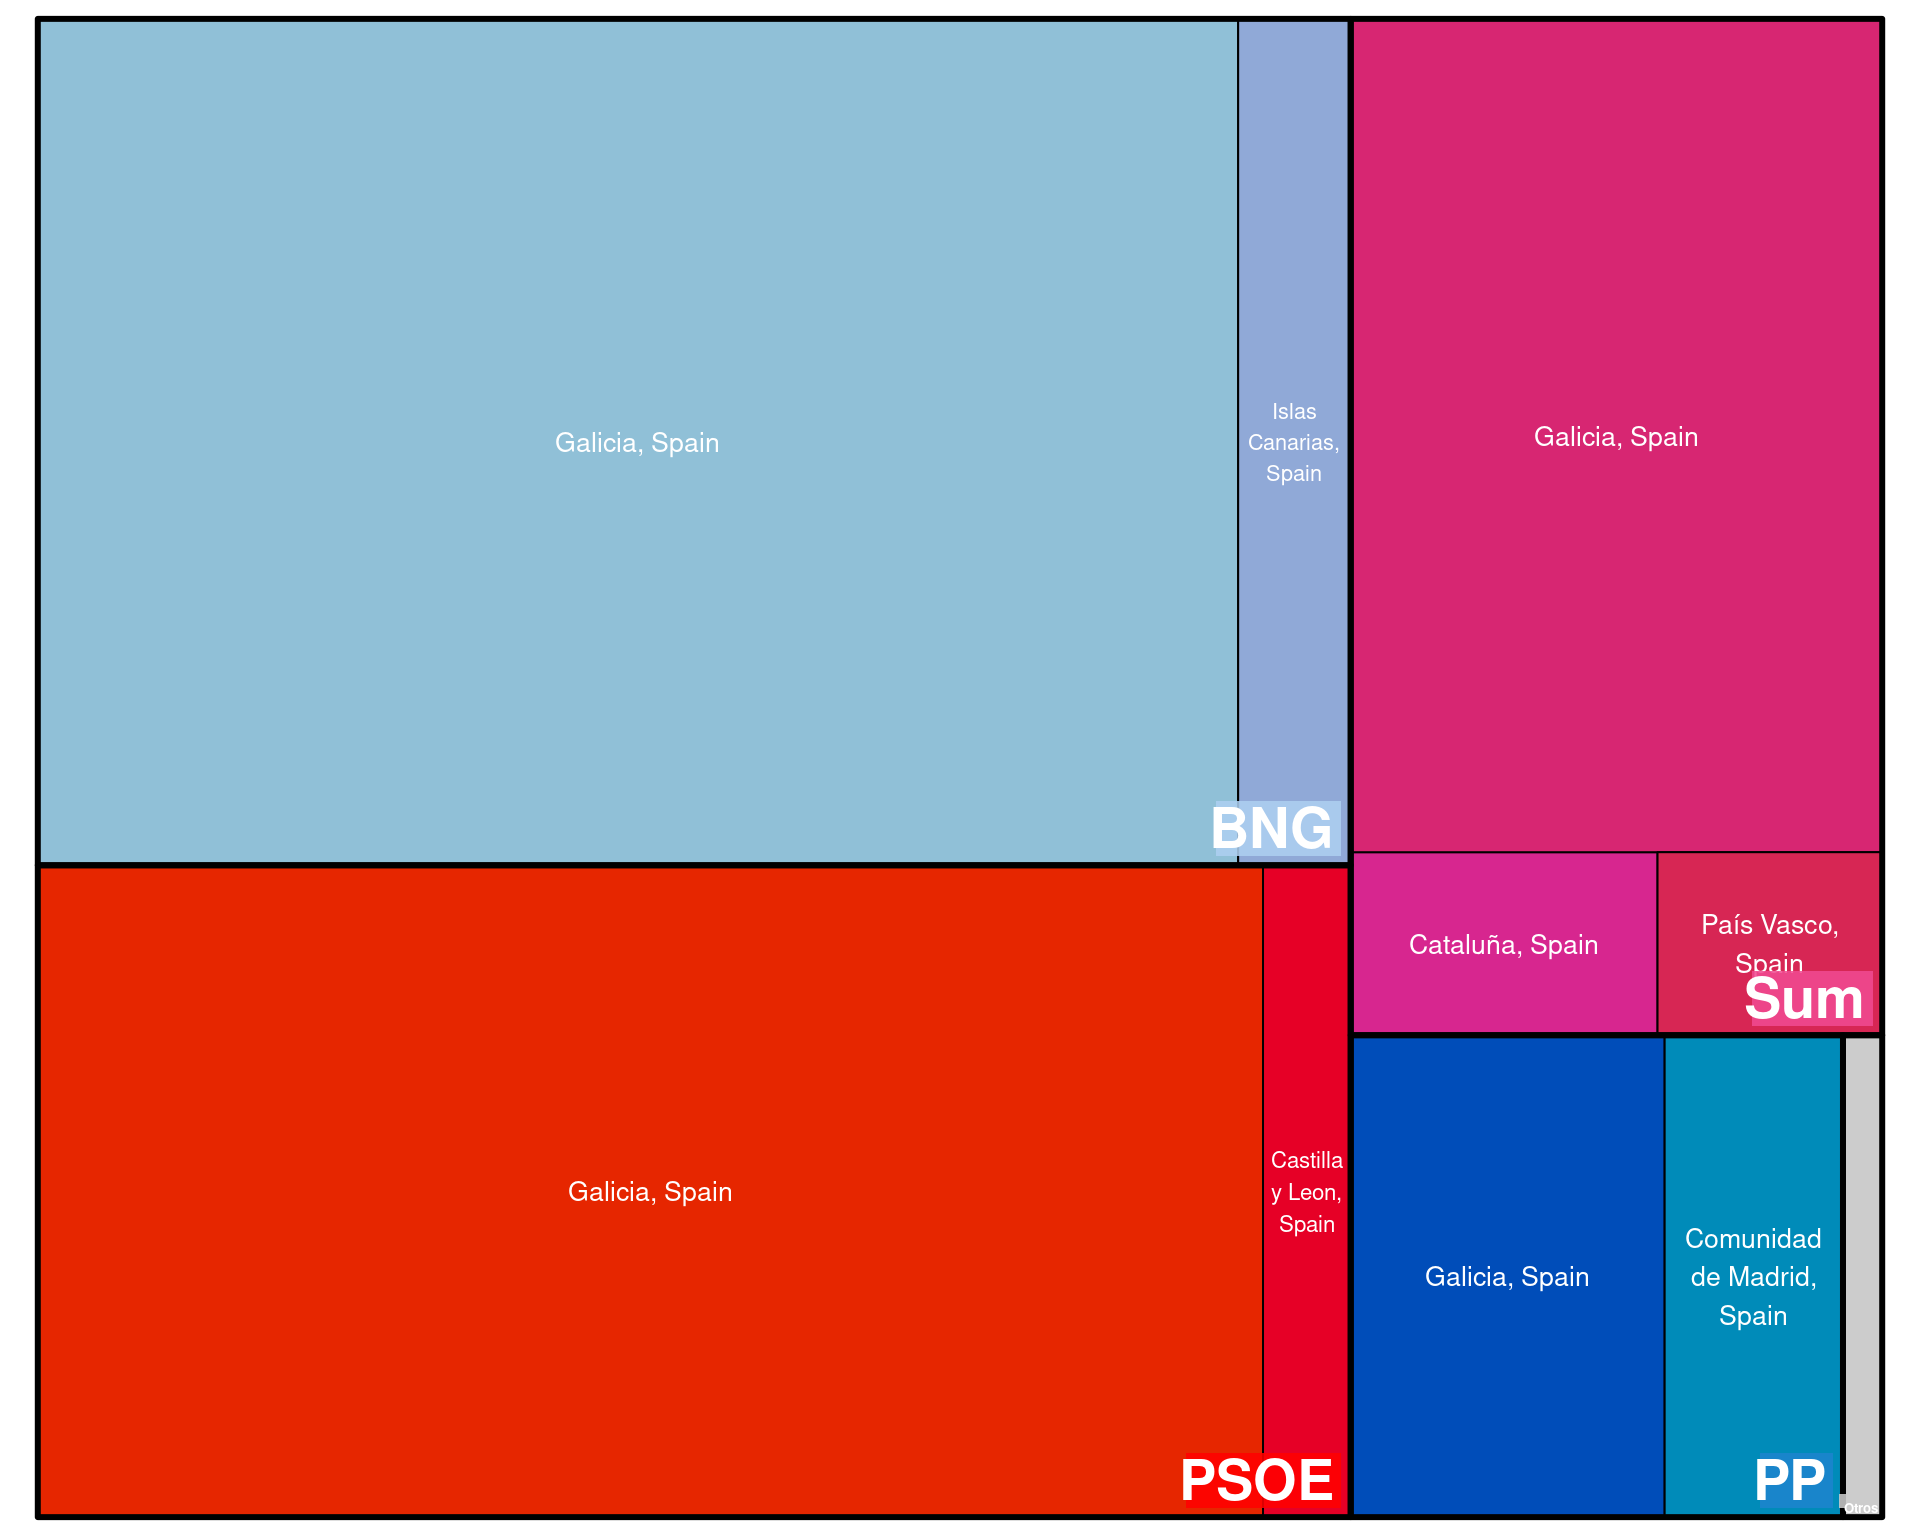 Galicia, Spain
Islas
Canarias,
Spain
BNG
Galicia, Spain
Cataluña, Spain
País Vasco,
Spain
Sum
Galicia, Spain
Castilla
y Leon,
Spain
PSOE
Galicia, Spain
Comunidad
de Madrid,
Spain
PP
Otros